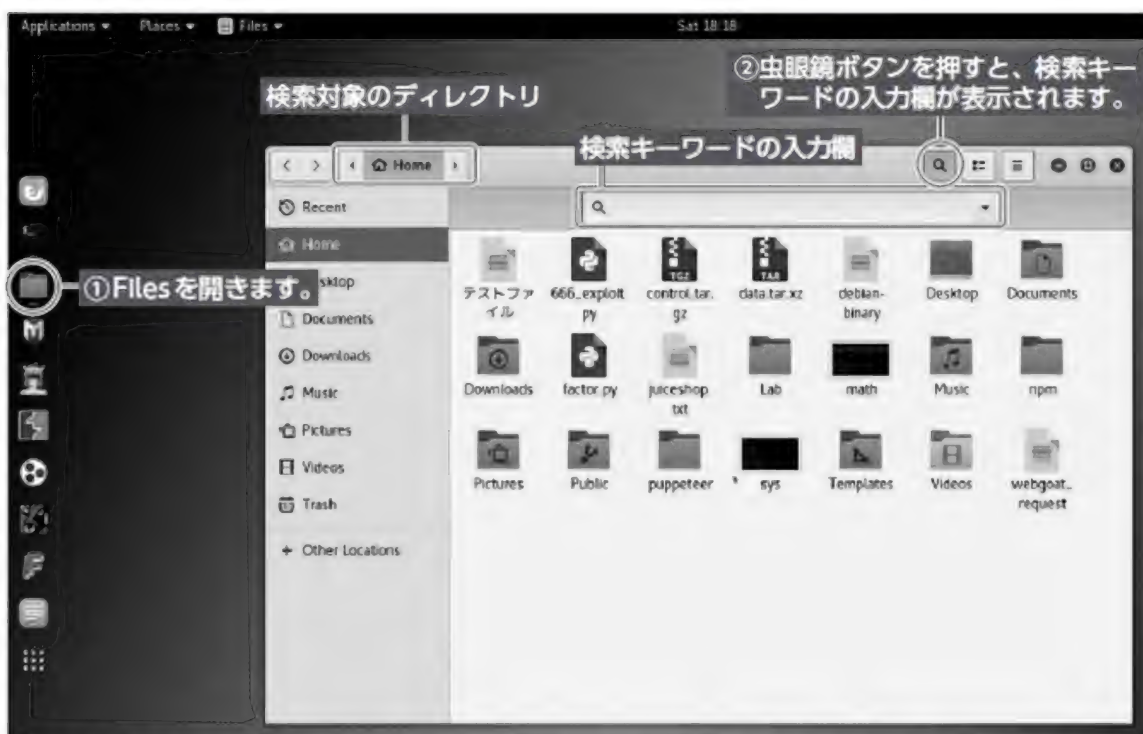 Applications
Places
Files
Sat 18:18
②虫眼鏡ボタンを押すと、検索キー
ワードの入力欄が表示されます。
検索対象のディレクトリ
検索キーワードの入力欄
Home
Recent
Home
①Filesを開きます。
sktop
Documents
Downloads
Music
Pictures
Videos
Trash
+ Other Locations
テストファ
イル
666_exploit
py
TGZ
control.tar.
gz
TAR
data.tar.xz
debian-
binary
Desktop
Documents
Downloads
factor.py
juiceshop
txt
Lab
math
Music
npm
Pictures
Public
puppeteer
sys
Templates
Videos
webgoat_
request